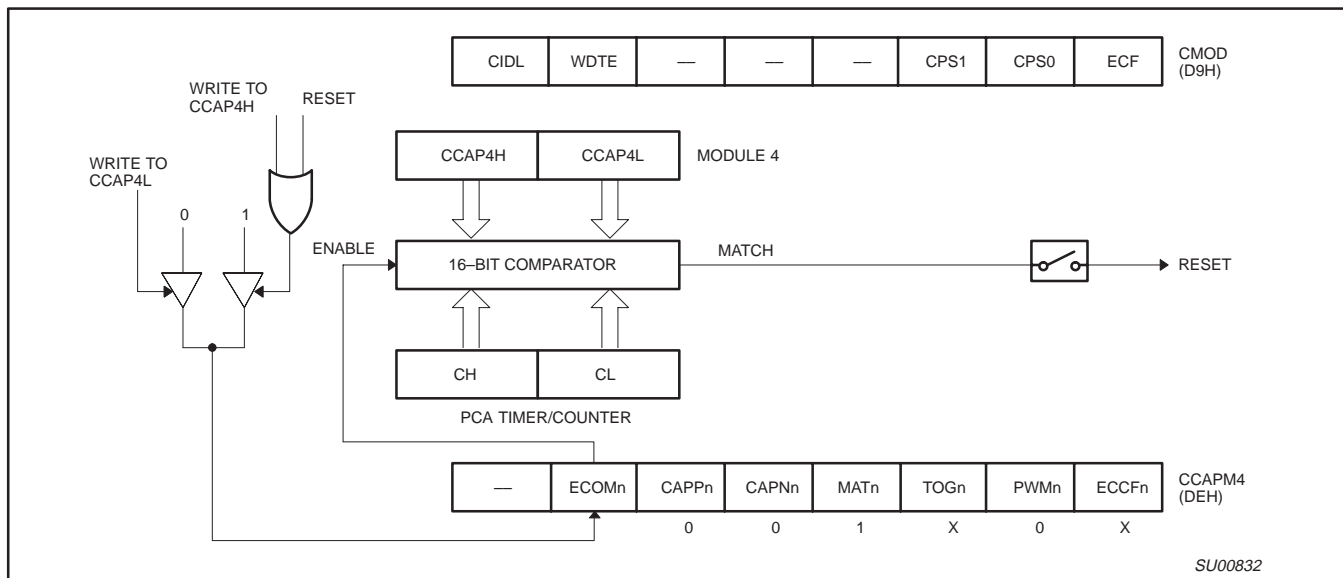 CIDL WDTE — — — CPS1 CPS0 ECF CMOD
(D9H)
WRITE TO
CCAP4H RESET
CCAP4H CCAP4L MODULE 4
WRITE TO
CCAP4L
0 1
ENABLE 16–BIT COMPARATOR MATCH RESET
CH CL
PCA TIMER/COUNTER
— ECOMn CAPPn CAPNn MATn TOGn PWMn ECCFn CCAPM4
(DEH)
0 0 1 X 0 X
SU00832